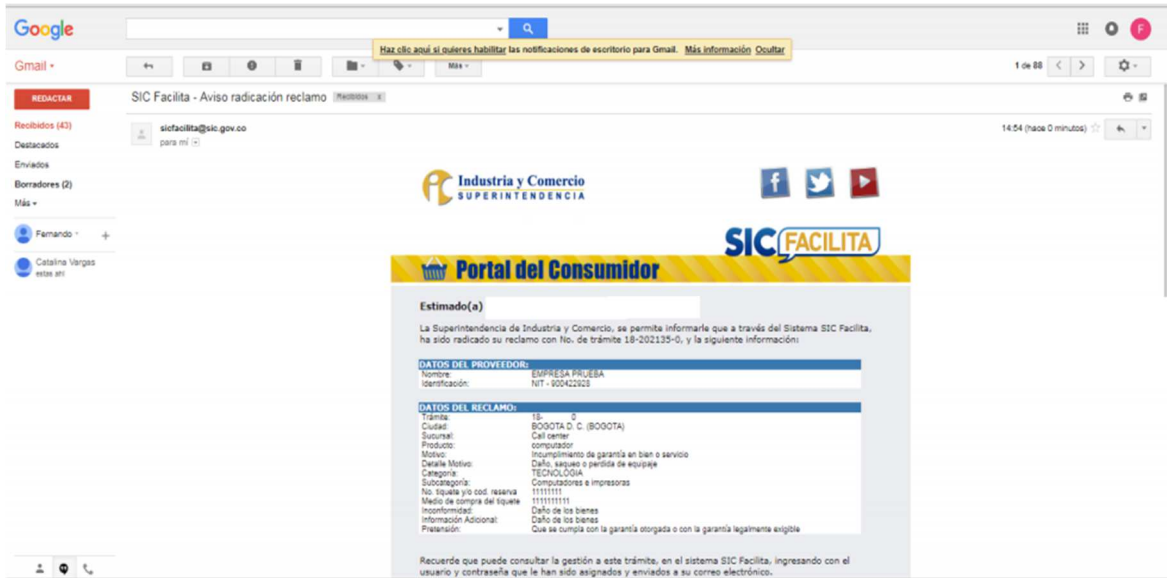 Google
Haz clic aquí si quieres habilitar las notificaciones de escritorio para Gmail. Más información Ocultar
F
Gmail
Más
1 de 88
REDACTAR
SIC Facilita - Aviso radicación reclamo Recibidos x
Recibidos (43)
Destacados
Enviados
Borradores (2)
Más
Fernando
+
Catalina Vargas
estas ahí
sicfacilita@sic.gov.co
para mí
14:54 (hace 0 minutos)
Industria y Comercio
SUPERINTENDENCIA
SIC FACILITA
Portal del Consumidor
Estimado(a)
La Superintendencia de Industria y Comercio, se permite informarle que a través del Sistema SIC Facilita,
ha sido radicado su reclamo con No. de trámite 18-202135-0, y la siguiente información:
DATOS DEL PROVEEDOR:
Nombre: EMPRESA PRUEBA
Identificación: NIT - 900422928
DATOS DEL RECLAMO:
Trámite: 18- 0
Ciudad: BOGOTA D. C. (BOGOTA)
Sucursal: Call center
Producto: computador
Motivo: Incumplimiento de garantía en bien o servicio
Detalle Motivo: Daño, saqueo o perdida de equipaje
Categoría: TECNOLOGIA
Subcategoría: Computadores e impresoras
No. tiquete y/o cod. reserva 11111111
Medio de compra del tiquete 1111111111
Inconformidad: Daño de los bienes
Información Adicional: Daño de los bienes
Pretensión: Que se cumpla con la garantía otorgada o con la garantía legalmente exigible
Recuerde que puede consultar la gestión a este trámite, en el sistema SIC Facilita, ingresando con el
usuario y contraseña que le han sido asignados y enviados a su correo electrónico.